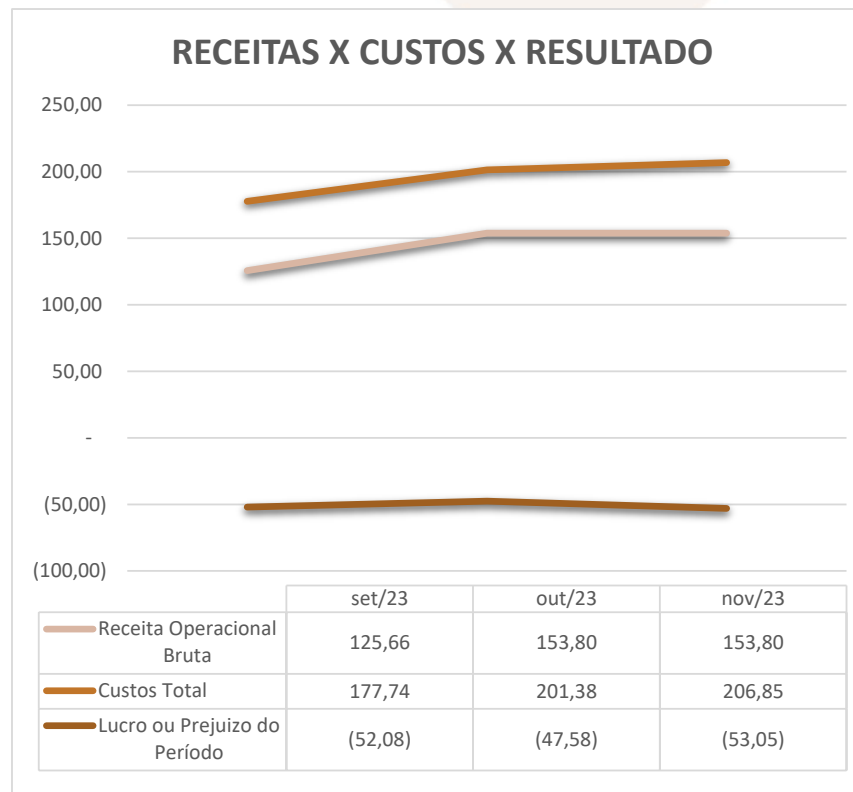 RECEITAS X CUSTOS X RESULTADO
250,00
200,00
150,00
100,00
50,00
-
(50,00)
(100,00)
set/23 out/23 nov/23
Receita Operacional
Bruta
125,66 153,80 153,80
Custos Total 177,74 201,38 206,85
Lucro ou Prejuizo do
Período
(52,08) (47,58) (53,05)